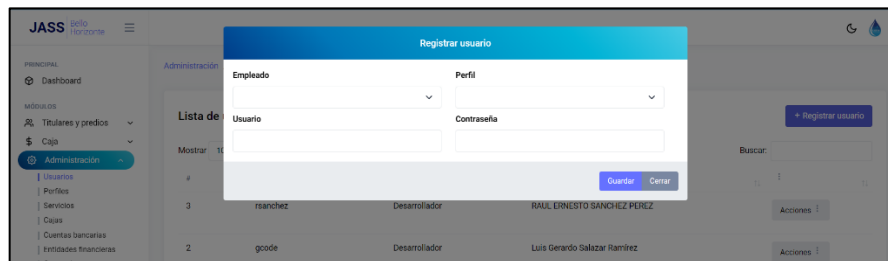 JASS Bello Horizonte
Registrar usuario
PRINCIPAL
Dashboard
Administración
Empleado
Perfil
MÓDULOS
Titulares y predios
Lista de
Usuario
Contraseña
+ Registrar usuario
Caja
Administración
Mostrar 10
Buscar:
Usuarios
Guardar
Cerrar
Perfiles
#
Servicios
3 rsanchez Desarrollador RAUL ERNESTO SANCHEZ PEREZ Acciones
Cajas
Cuentas bancarias
Entidades financieras
2 gcode Desarrollador Luis Gerardo Salazar Ramírez Acciones